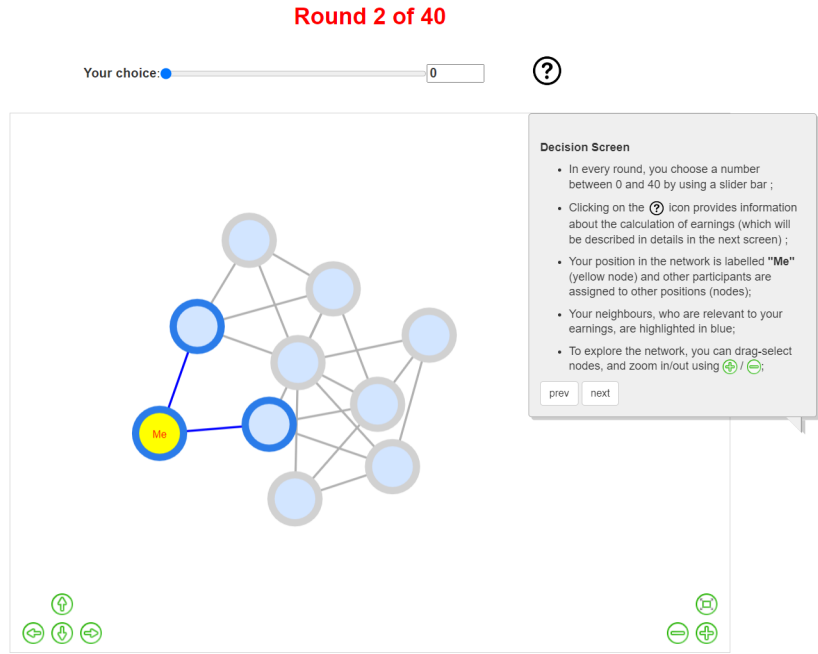 Round 2 of 40
Your choice: 0
?
Decision Screen
• In every round, you choose a number
between 0 and 40 by using a slider bar ;
• Clicking on the ? icon provides information
about the calculation of earnings (which will
be described in details in the next screen) ;
• Your position in the network is labelled "Me"
(yellow node) and other participants are
assigned to other positions (nodes);
• Your neighbours, who are relevant to your
earnings, are highlighted in blue;
• To explore the network, you can drag-select
nodes, and zoom in/out using ⊕ / ⊖;
prev next
Me